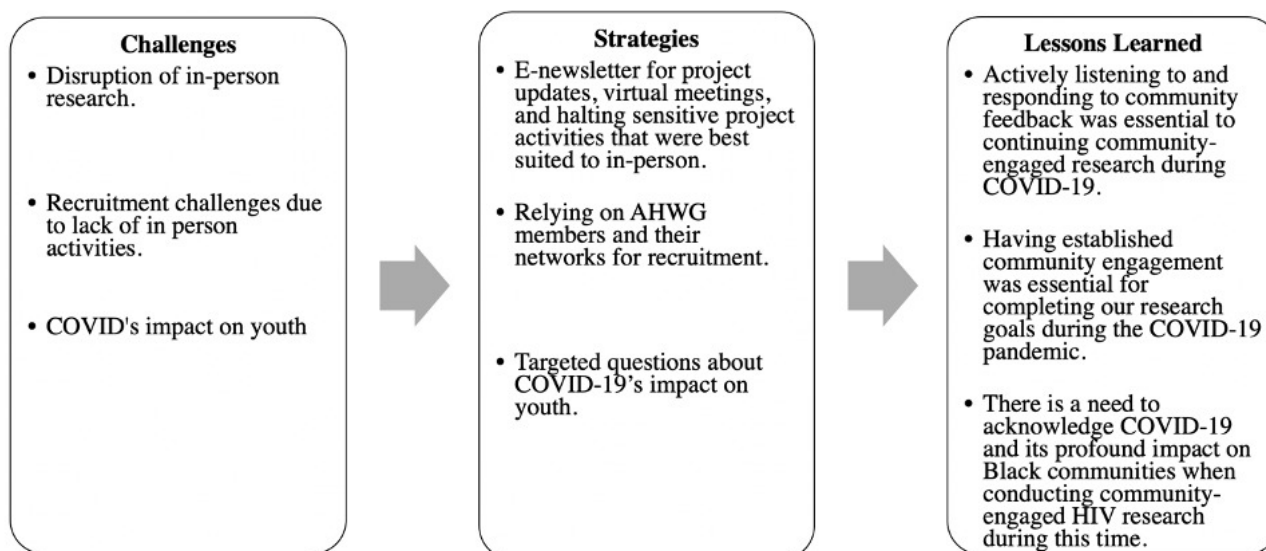 Challenges
• Disruption of in-person
research.
• Recruitment challenges due
to lack of in person
activities.
• COVID's impact on youth
Strategies
• E-newsletter for project
updates, virtual meetings,
and halting sensitive project
activities that were best
suited to in-person.
• Relying on AHWG
members and their
networks for recruitment.
• Targeted questions about
COVID-19’s impact on
youth.
Lessons Learned
• Actively listening to and
responding to community
feedback was essential to
continuing community-
engaged research during
COVID-19.
• Having established
community engagement
was essential for
completing our research
goals during the COVID-19
pandemic.
• There is a need to
acknowledge COVID-19
and its profound impact on
Black communities when
conducting community-
engaged HIV research
during this time.